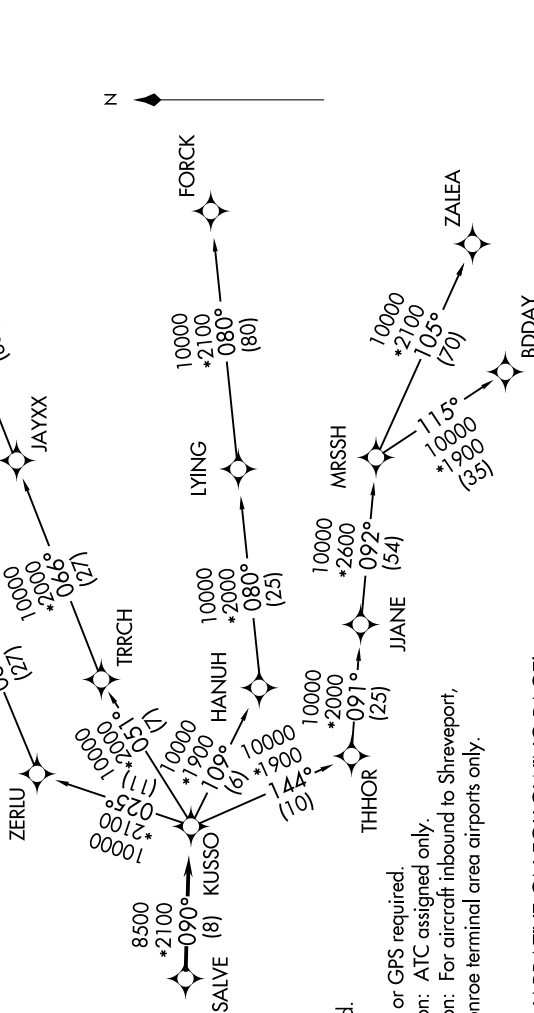 N
FORCK
ZALEA
10000
*2100
080°
(80)
10000
*2100
105°
(70)
BDDAY
JAYXX
LYING
MRSSH
115°
10000
*1900
(35)
10000
*2000
066°
(27)
10000
*2000
080°
(25)
10000
*2600
092°
(54)
TRRCH
HANUH
JJANE
(27)
10000
*2000
051°
(7)
10000
*1900
109°
(6)
10000
*1900
144°
(10)
10000
*2000
091°
(25)
ZERLU
10000
*2100
025°
(11)
THHOR
KUSSO
8500
*2100
090°
(8)
SALVE
d.
or GPS required.
on: ATC assigned only.
on: For aircraft inbound to Shreveport,
nroe terminal area airports only.